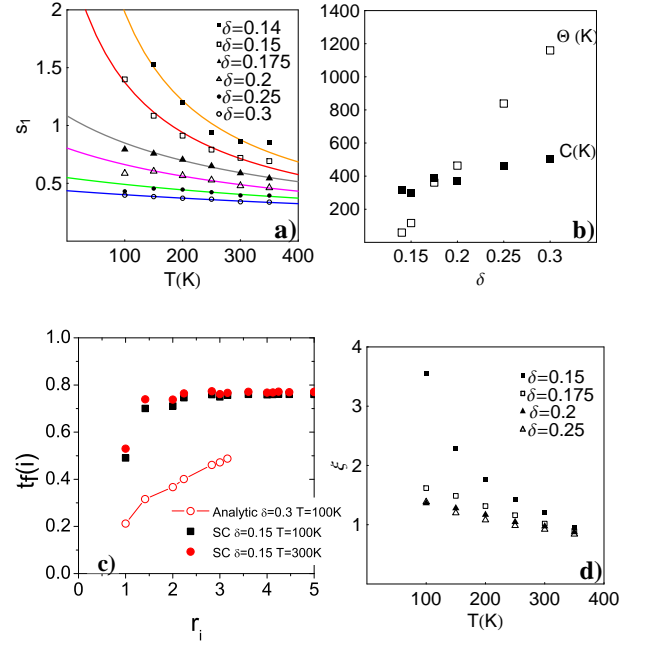 2
1.5
1
0.5
s1
100 200 300 400
T(K)
δ=0.14
δ=0.15
δ=0.175
δ=0.2
δ=0.25
δ=0.3
a)
1400
1200
1000
800
600
400
200
0.15 0.2 0.25 0.3
δ
Θ (K)
C(K)
b)
1.0
0.8
0.6
0.4
0.2
0.0
tf(i)
0 1 2 3 4 5
r i
Analytic δ=0.3 T=100K
SC δ=0.15 T=100K
SC δ=0.15 T=300K
c)
4
3
2
1
ξ
100 200 300 400
T(K)
δ=0.15
δ=0.175
δ=0.2
δ=0.25
d)